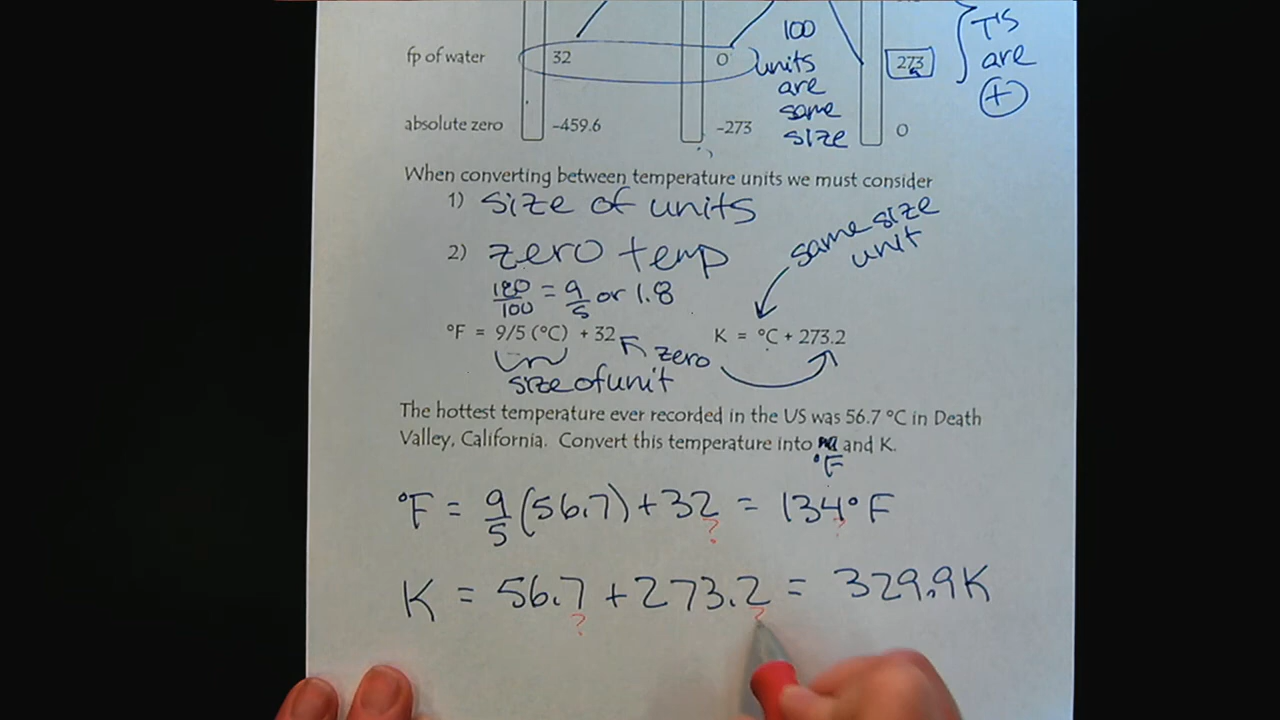 100
T's
fp of water 32 0 units 273 are
are
same
+
absolute zero -459.6 -273 size 0
When converting between temperature units we must consider
1) size of units
same size
unit
2) zero temp
180/100 = 9/5 or 1.8
°F = 9/5 (°C) + 32 K = °C + 273.2
zero
size of unit
The hottest temperature ever recorded in the US was 56.7 °C in Death
Valley, California. Convert this temperature into and K.
°F
°F = 9/5 (56.7) + 32 = 134°F
? ?
K = 56.7 + 273.2 = 329.9K
? ?